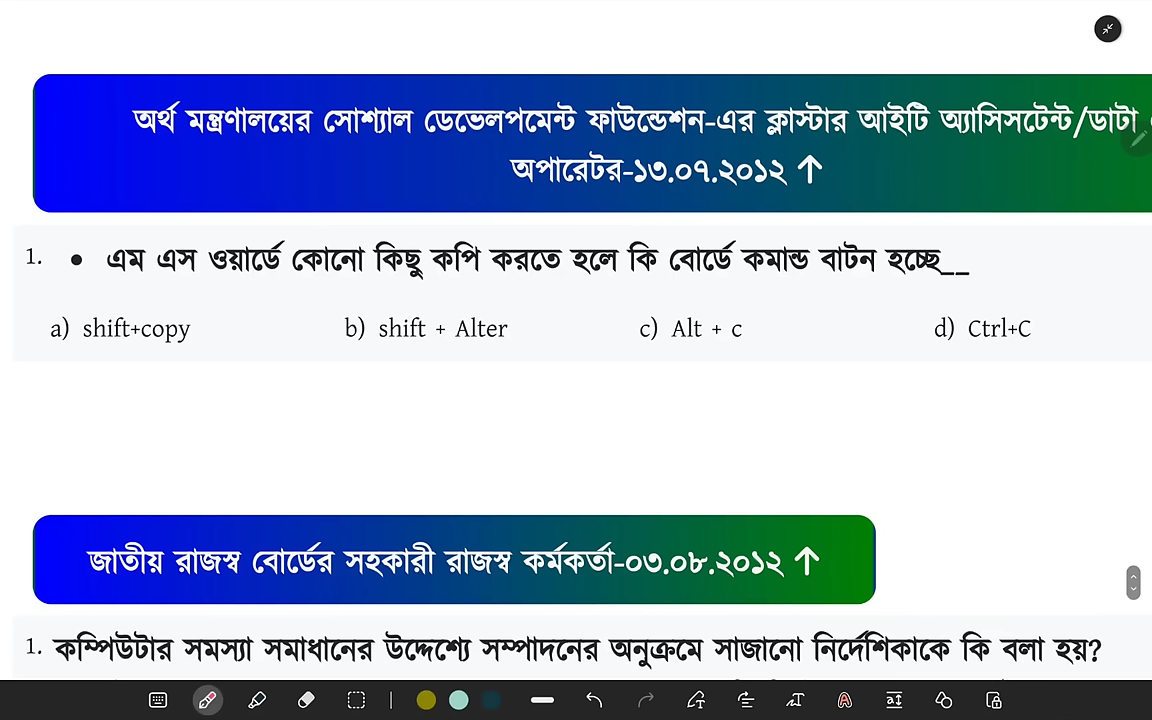 অর্থ মন্ত্রণালয়ের সোশ্যাল ডেভেলপমেন্ট ফাউন্ডেশন-এর ক্লাস্টার আইটি অ্যাসিসটেন্ট/ডাটা
অপারেটর-১৩.০৭.২০১২ ↑
1. • এম এস ওয়ার্ডে কোনো কিছু কপি করতে হলে কি বোর্ডে কমান্ড বাটন হচ্ছে__
a) shift+copy b) shift + Alter c) Alt + c d) Ctrl+C
জাতীয় রাজস্ব বোর্ডের সহকারী রাজস্ব কর্মকর্তা-০৩.০৮.২০১২ ↑
1. কম্পিউটার সমস্যা সমাধানের উদ্দেশ্যে সম্পাদনের অনুক্রমে সাজানো নির্দেশিকাকে কি বলা হয়?